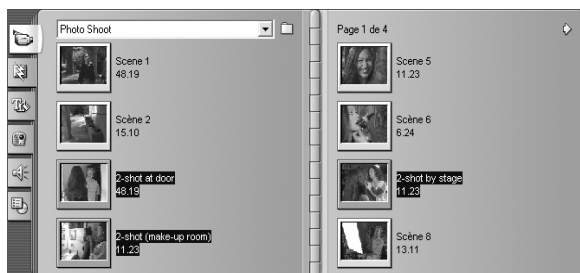 Photo Shoot
Scene 1
48.19
Scène 2
15.10
2-shot at door
48.19
2-shot (make-up room)
11.23
Page 1 de 4
Scene 5
11.23
Scène 6
6.24
2-shot by stage
11.23
Scène 8
13.11